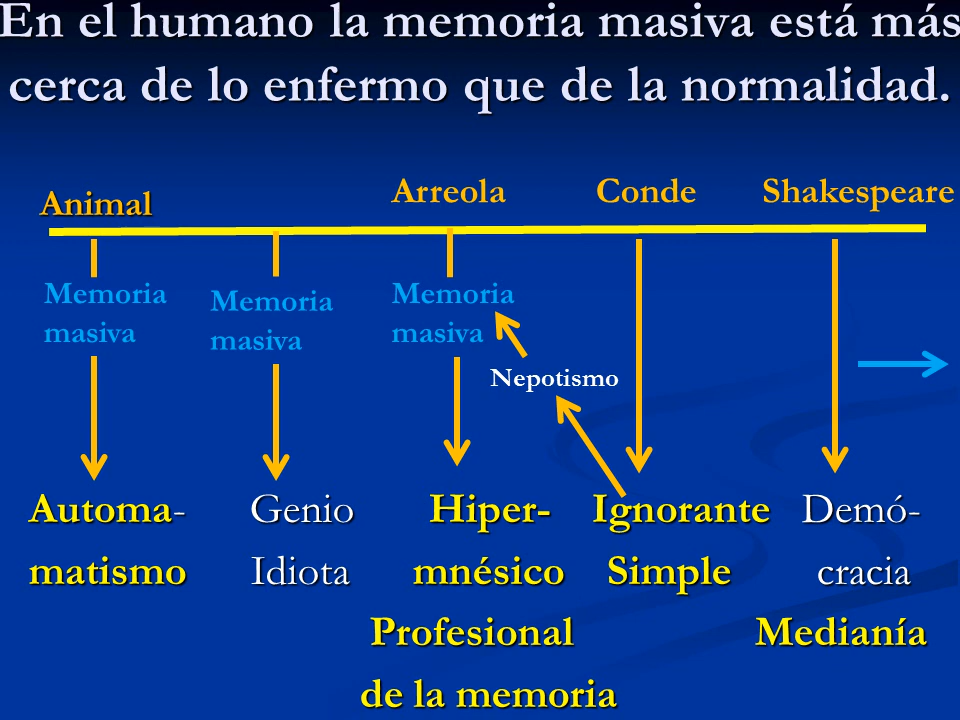 En el humano la memoria masiva está más
cerca de lo enfermo que de la normalidad.
Animal
Arreola
Conde
Shakespeare
Memoria
masiva
Memoria
masiva
Memoria
masiva
Nepotismo
Automa-
matismo
Genio
Idiota
Hiper-
mnésico
Profesional
de la memoria
Ignorante
Simple
Demó-
cracia
Medianía